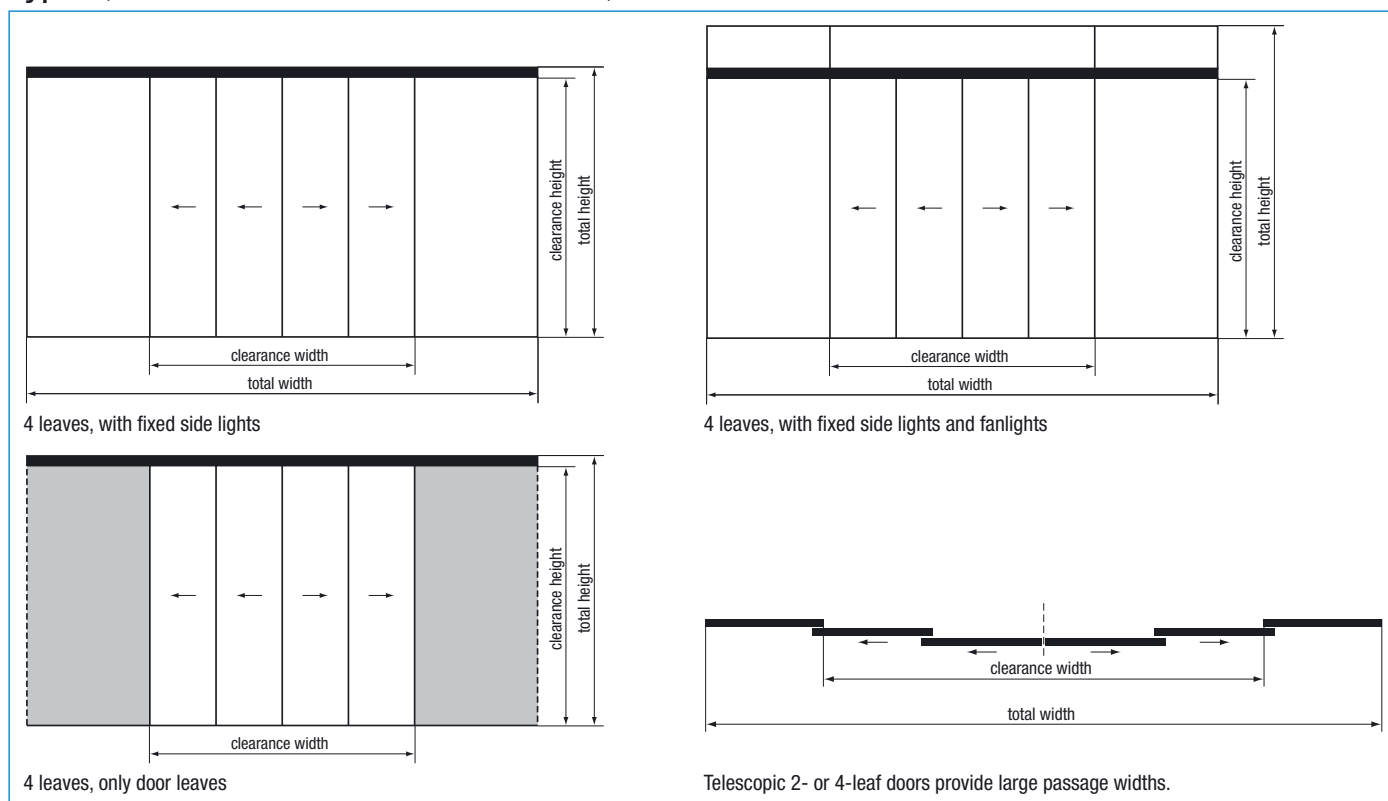 clearance height
total height
clearance width
total width
4 leaves, with fixed side lights
clearance height
total height
clearance width
total width
4 leaves, with fixed side lights and fanlights
clearance height
total height
clearance width
4 leaves, only door leaves
clearance width
total width
Telescopic 2- or 4-leaf doors provide large passage widths.